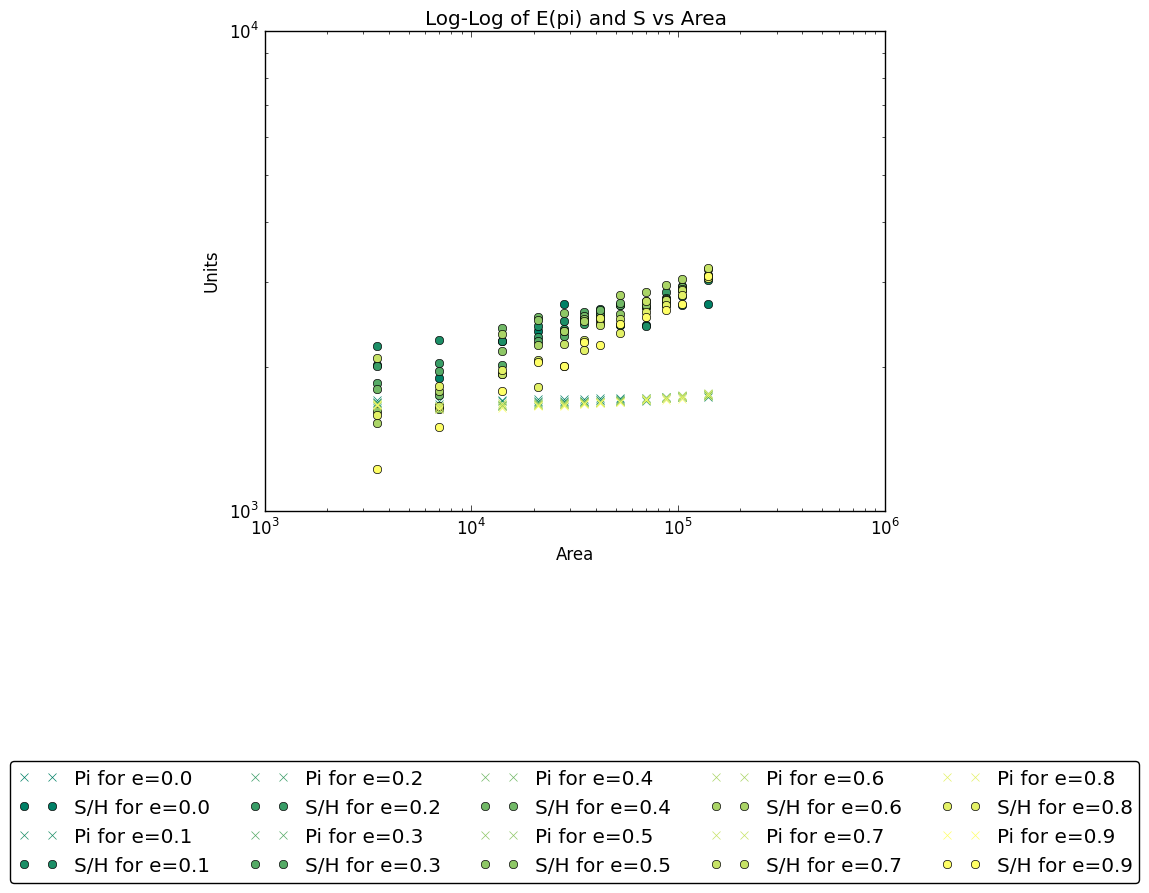 Log-Log of E(pi) and S vs Area
10^4
Units
10^3
10^3 10^4 10^5 10^6
Area
Pi for e=0.0 Pi for e=0.2 Pi for e=0.4 Pi for e=0.6 Pi for e=0.8
S/H for e=0.0 S/H for e=0.2 S/H for e=0.4 S/H for e=0.6 S/H for e=0.8
Pi for e=0.1 Pi for e=0.3 Pi for e=0.5 Pi for e=0.7 Pi for e=0.9
S/H for e=0.1 S/H for e=0.3 S/H for e=0.5 S/H for e=0.7 S/H for e=0.9